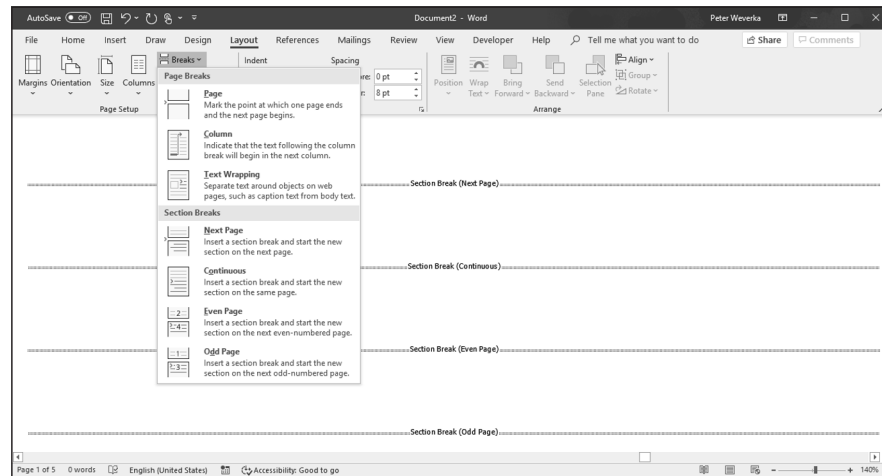 AutoSave Off Document2 - Word Peter Weverka
File Home Insert Draw Design Layout References Mailings Review View Developer Help Tell me what you want to do Share Comments
Breaks Indent Spacing
Margins Orientation Size Columns
0 pt
8 pt
Position Wrap Text Bring Forward Send Backward Selection Pane
Align
Group
Rotate
Page Setup Arrange
Page Breaks
Page
Mark the point at which one page ends
and the next page begins.
Column
Indicate that the text following the column
break will begin in the next column.
Text Wrapping
Separate text around objects on web
pages, such as caption text from body text.
Section Breaks
Next Page
Insert a section break and start the new
section on the next page.
Continuous
Insert a section break and start the new
section on the same page.
Even Page
Insert a section break and start the new
section on the next even-numbered page.
Odd Page
Insert a section break and start the new
section on the next odd-numbered page.
Section Break (Next Page)
Section Break (Continuous)
Section Break (Even Page)
Section Break (Odd Page)
Page 1 of 5 0 words English (United States) Accessibility: Good to go 140%